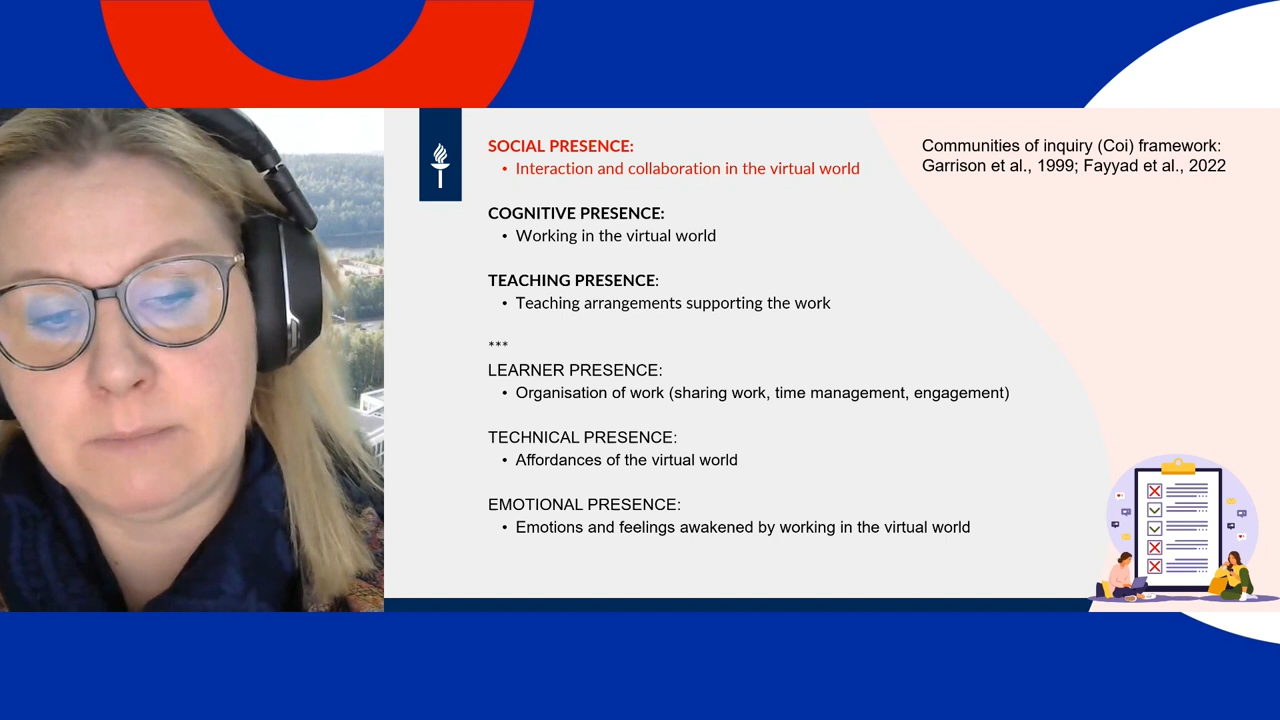 SOCIAL PRESENCE:
• Interaction and collaboration in the virtual world
COGNITIVE PRESENCE:
• Working in the virtual world
TEACHING PRESENCE:
• Teaching arrangements supporting the work
***
LEARNER PRESENCE:
• Organisation of work (sharing work, time management, engagement)
TECHNICAL PRESENCE:
• Affordances of the virtual world
EMOTIONAL PRESENCE:
• Emotions and feelings awakened by working in the virtual world
Communities of inquiry (Coi) framework:
Garrison et al., 1999; Fayyad et al., 2022